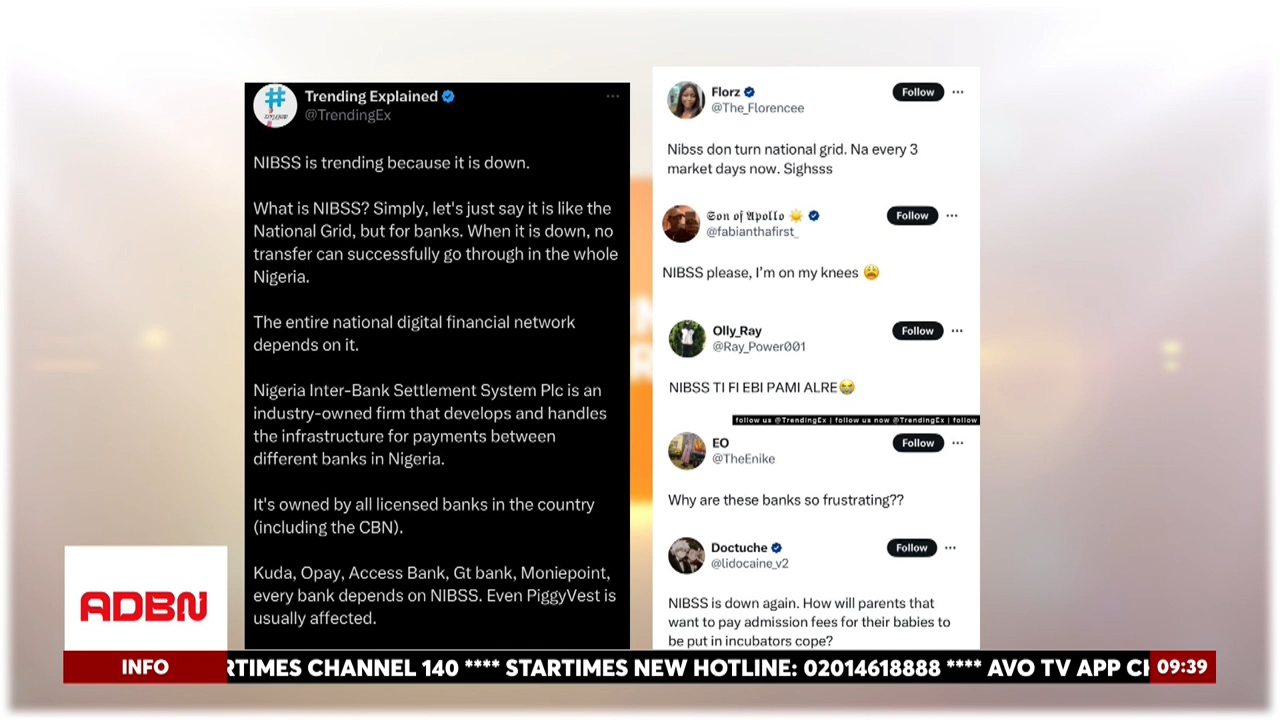 Trending Explained
@TrendingEx
NIBSS is trending because it is down.
What is NIBSS? Simply, let's just say it is like the
National Grid, but for banks. When it is down, no
transfer can successfully go through in the whole
Nigeria.
The entire national digital financial network
depends on it.
Nigeria Inter-Bank Settlement System Plc is an
industry-owned firm that develops and handles
the infrastructure for payments between
different banks in Nigeria.
It's owned by all licensed banks in the country
(including the CBN).
Kuda, Opay, Access Bank, Gt bank, Moniepoint,
every bank depends on NIBSS. Even PiggyVest is
usually affected.
Florz
@The_Florencee
Follow
Nibss don turn national grid. Na every 3
market days now. Sighsss
𝕾𝖔𝖓 𝖔𝖋 𝕬𝖕𝖔𝖑𝖑𝖔 ☀️
@fabianthafirst_
Follow
NIBSS please, I’m on my knees 😩
Olly_Ray
@Ray_Power001
Follow
NIBSS TI FI EBI PAMI ALRE😭
follow us @TrendingEx | follow us now @TrendingEx | follow
EO
@TheEnike
Follow
Why are these banks so frustrating??
Doctuche
@lidocaine_v2
Follow
NIBSS is down again. How will parents that
want to pay admission fees for their babies to
be put in incubators cope?
ADBN
INFO
RTIMES CHANNEL 140 **** STARTIMES NEW HOTLINE: 02014618888 **** AVO TV APP CH
09:39